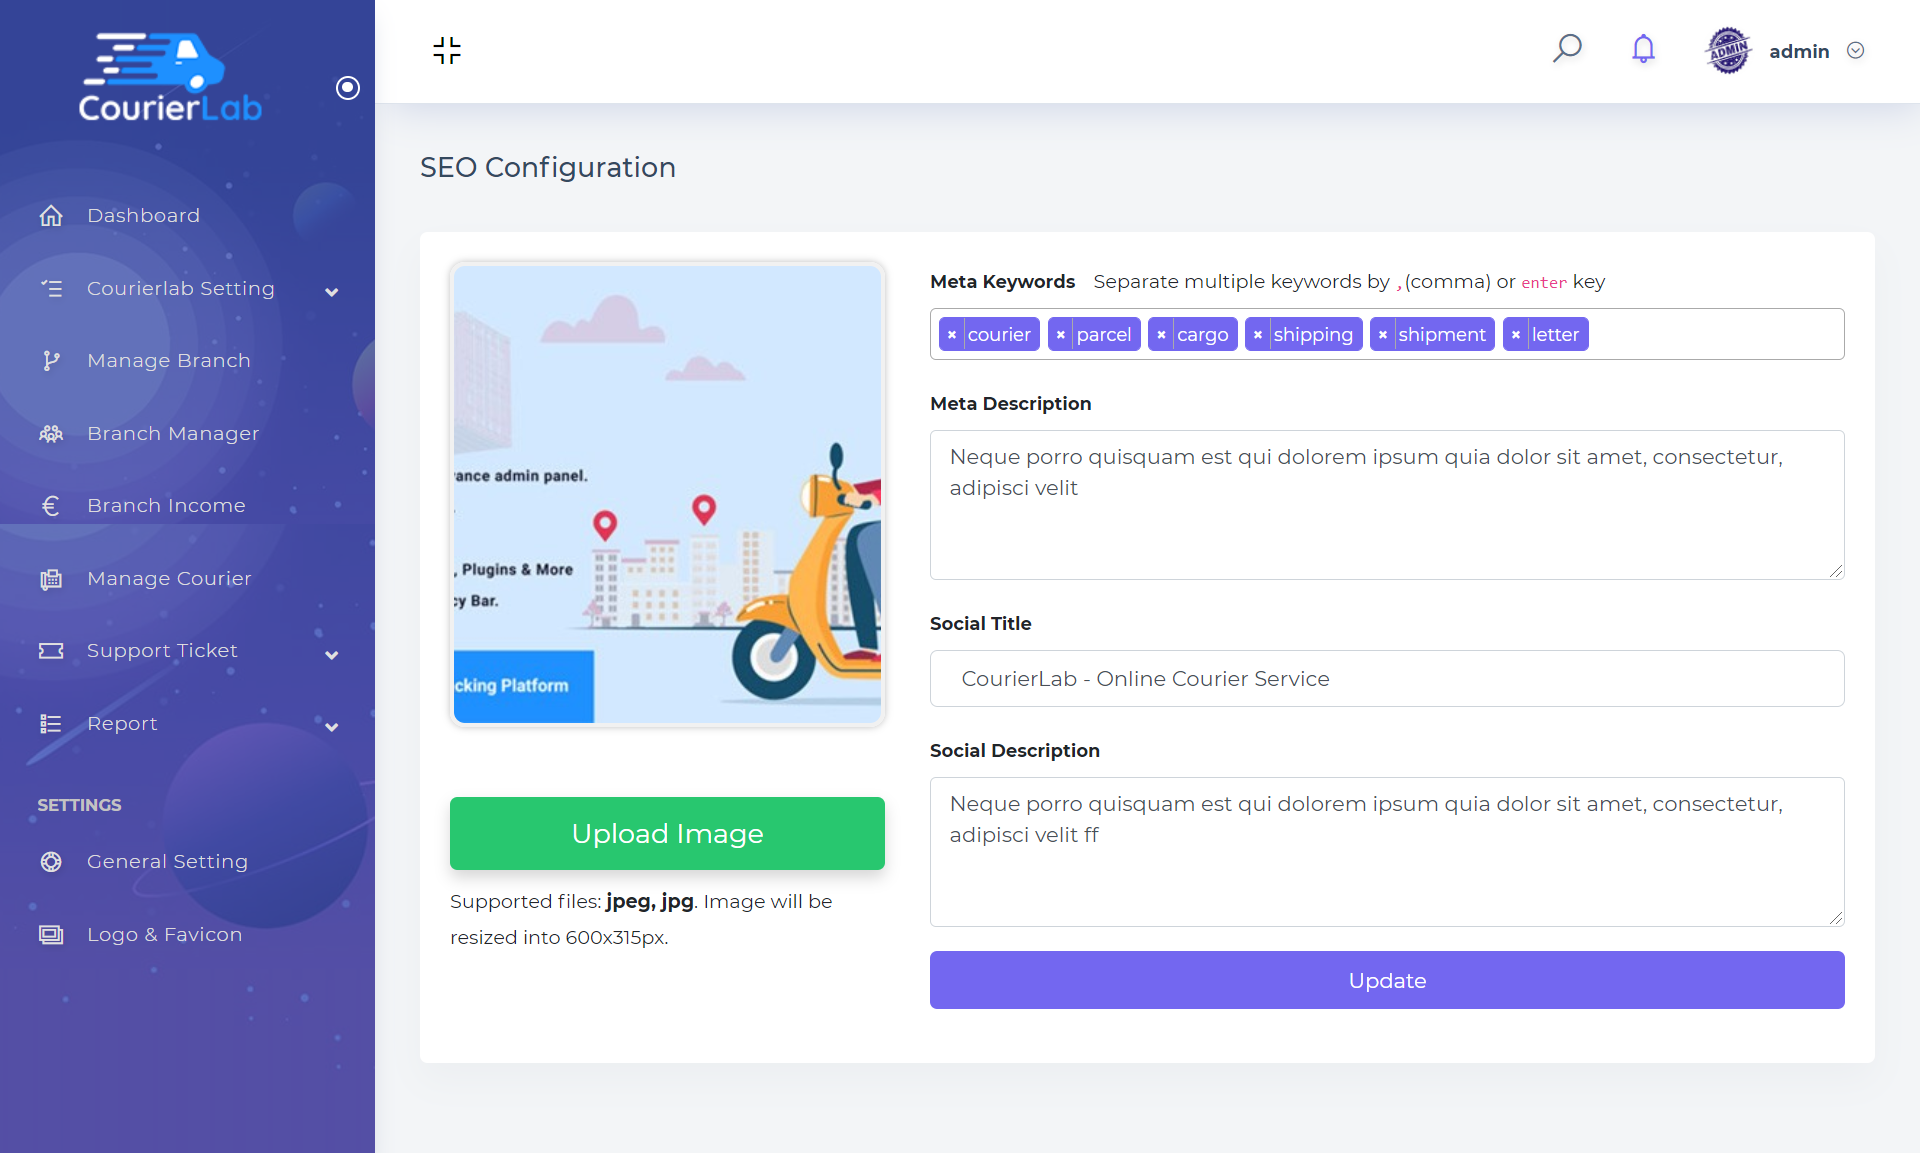 CourierLab
ADMIN
admin
Dashboard
Courierlab Setting
Manage Branch
Branch Manager
Branch Income
Manage Courier
Support Ticket
Report
SETTINGS
General Setting
Logo & Favicon
SEO Configuration
ance admin panel.
, Plugins & More
cy Bar.
cking Platform
Upload Image
Supported files: jpeg, jpg. Image will be
resized into 600x315px.
Meta Keywords Separate multiple keywords by ,(comma) or enter key
× courier × parcel × cargo × shipping × shipment × letter
Meta Description
Neque porro quisquam est qui dolorem ipsum quia dolor sit amet, consectetur,
adipisci velit
Social Title
CourierLab - Online Courier Service
Social Description
Neque porro quisquam est qui dolorem ipsum quia dolor sit amet, consectetur,
adipisci velit ff
Update